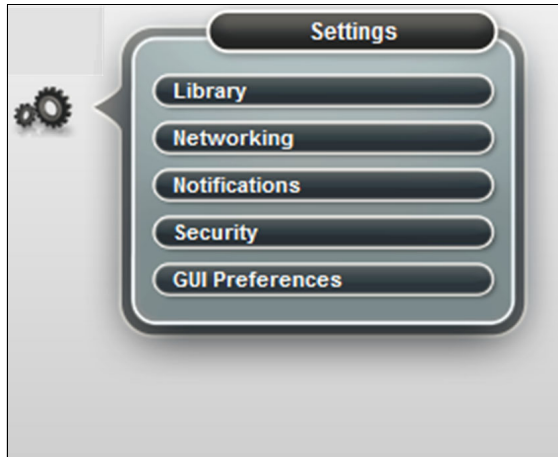 Settings
Library
Networking
Notifications
Security
GUI Preferences